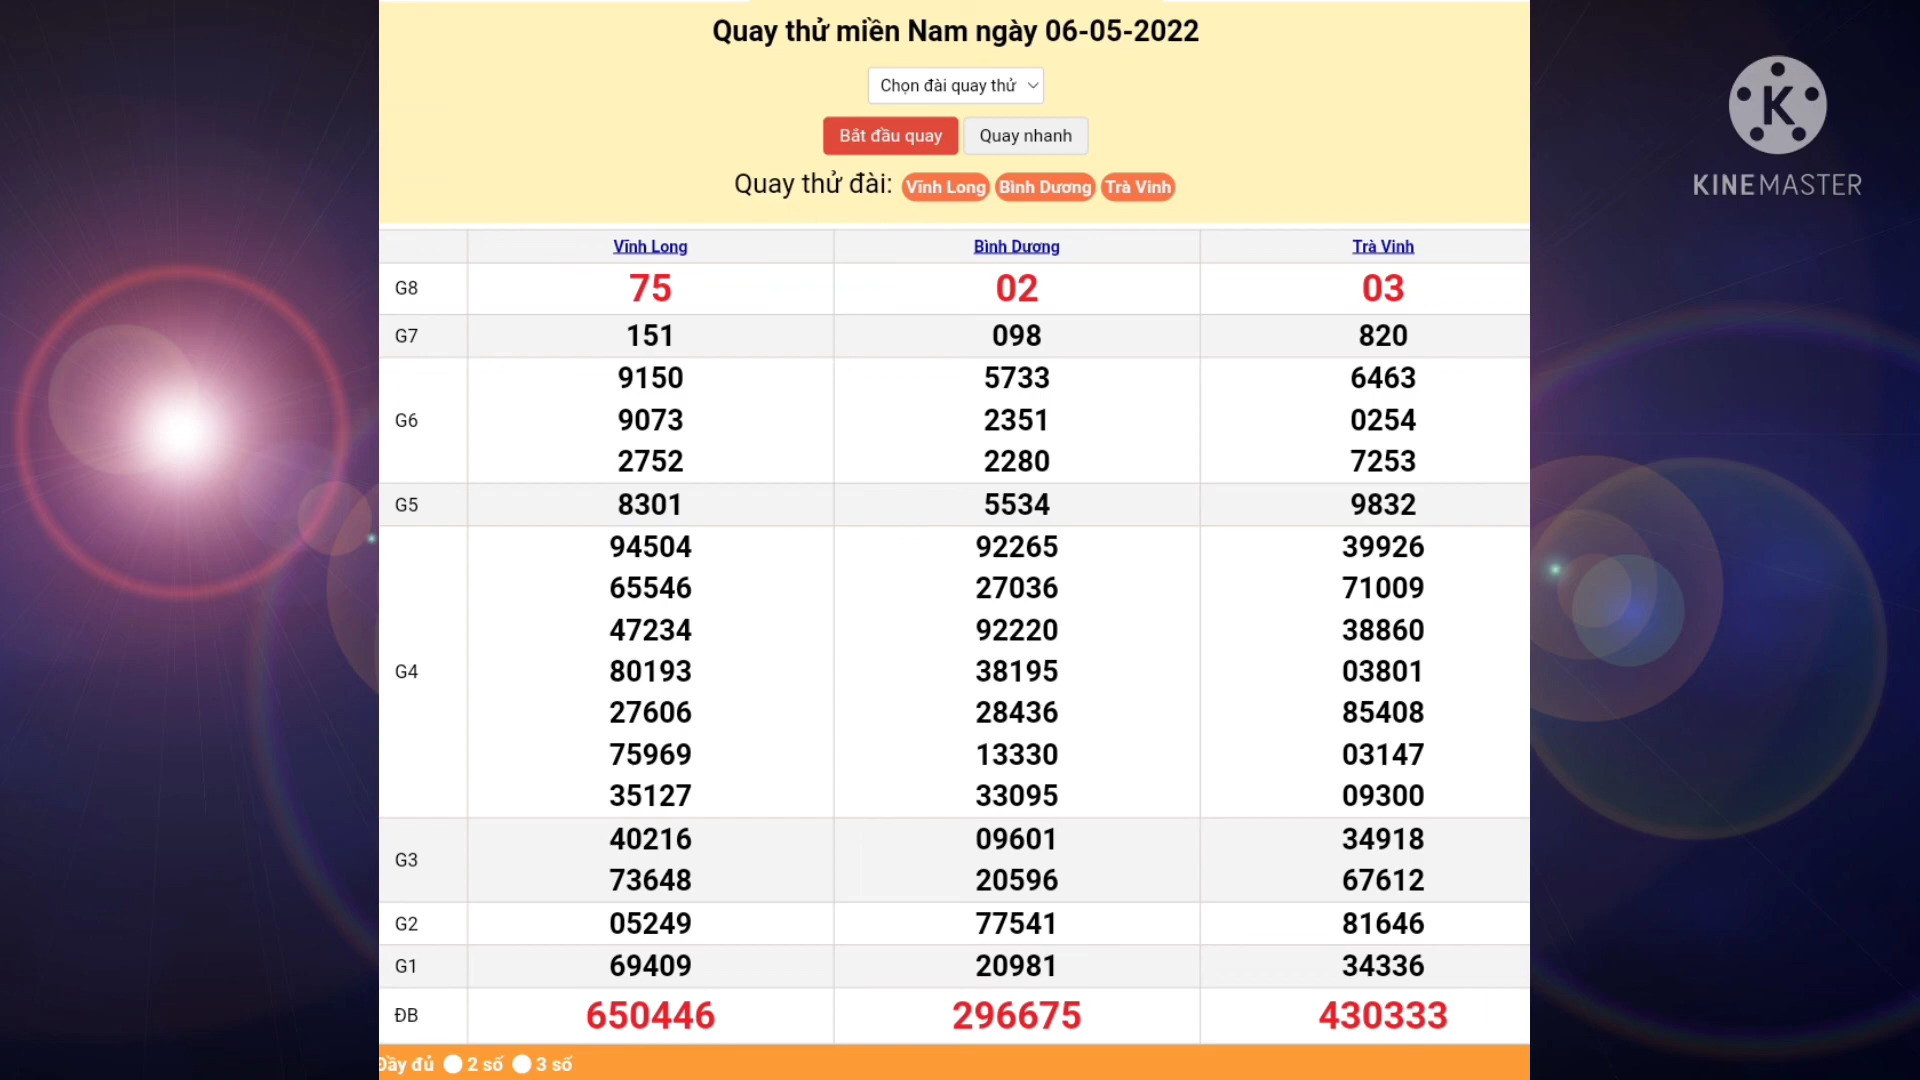 Quay thử miền Nam ngày 06-05-2022
Chọn đài quay thử
Bắt đầu quay Quay nhanh
Quay thử đài: Vĩnh Long Bình Dương Trà Vinh
KINEMASTER
Vĩnh Long Bình Dương Trà Vinh
G8 75 02 03
G7 151 098 820
9150 5733 6463
G6 9073 2351 0254
2752 2280 7253
G5 8301 5534 9832
94504 92265 39926
65546 27036 71009
47234 92220 38860
G4 80193 38195 03801
27606 28436 85408
75969 13330 03147
35127 33095 09300
G3 40216 09601 34918
73648 20596 67612
G2 05249 77541 81646
G1 69409 20981 34336
ĐB 650446 296675 430333
Đầy đủ 2 số 3 số